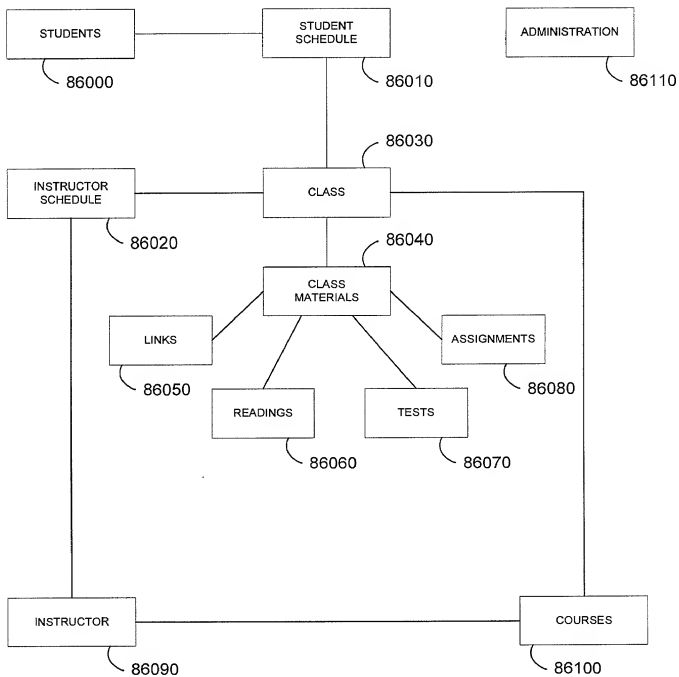 STUDENTS
STUDENT
SCHEDULE
ADMINISTRATION
86000
86010
86110
86030
INSTRUCTOR
SCHEDULE
CLASS
86020
86040
CLASS
MATERIALS
LINKS
ASSIGNMENTS
86050
86080
READINGS
TESTS
86060
86070
INSTRUCTOR
COURSES
86090
86100